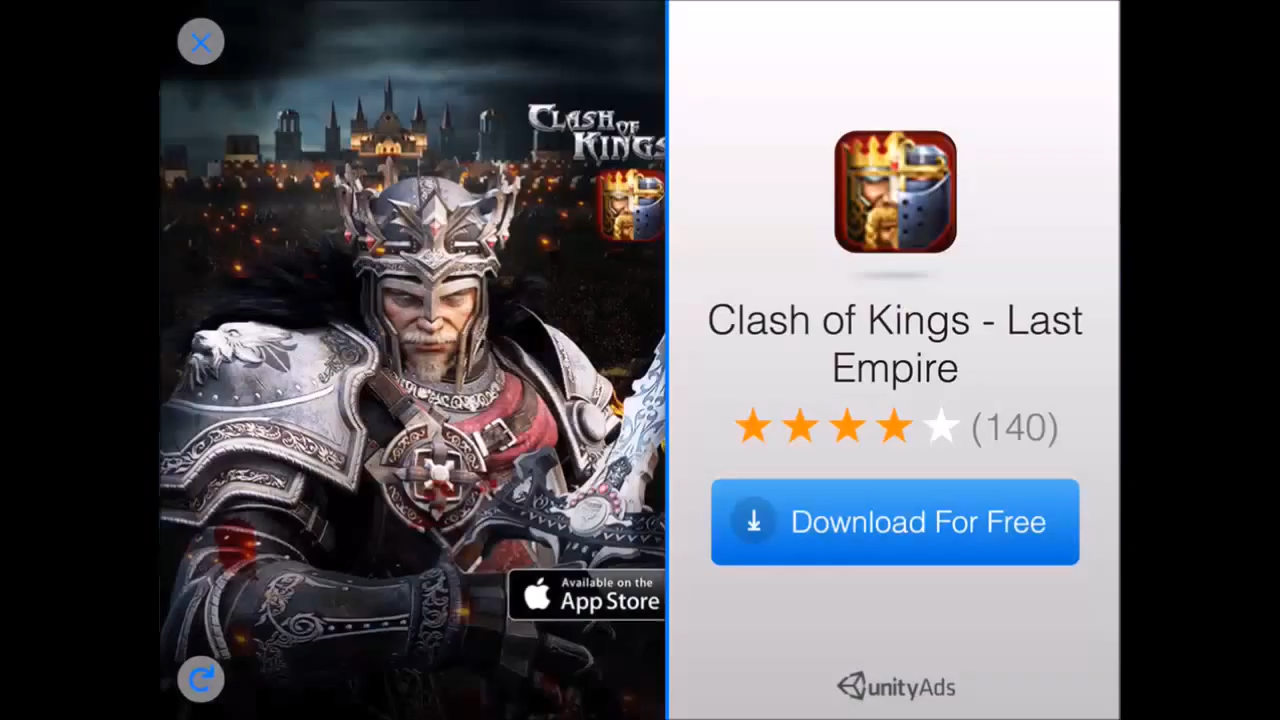 CLASH OF
KINGS
Available on the
App Store
Clash of Kings - Last
Empire
(140)
Download For Free
unityAds